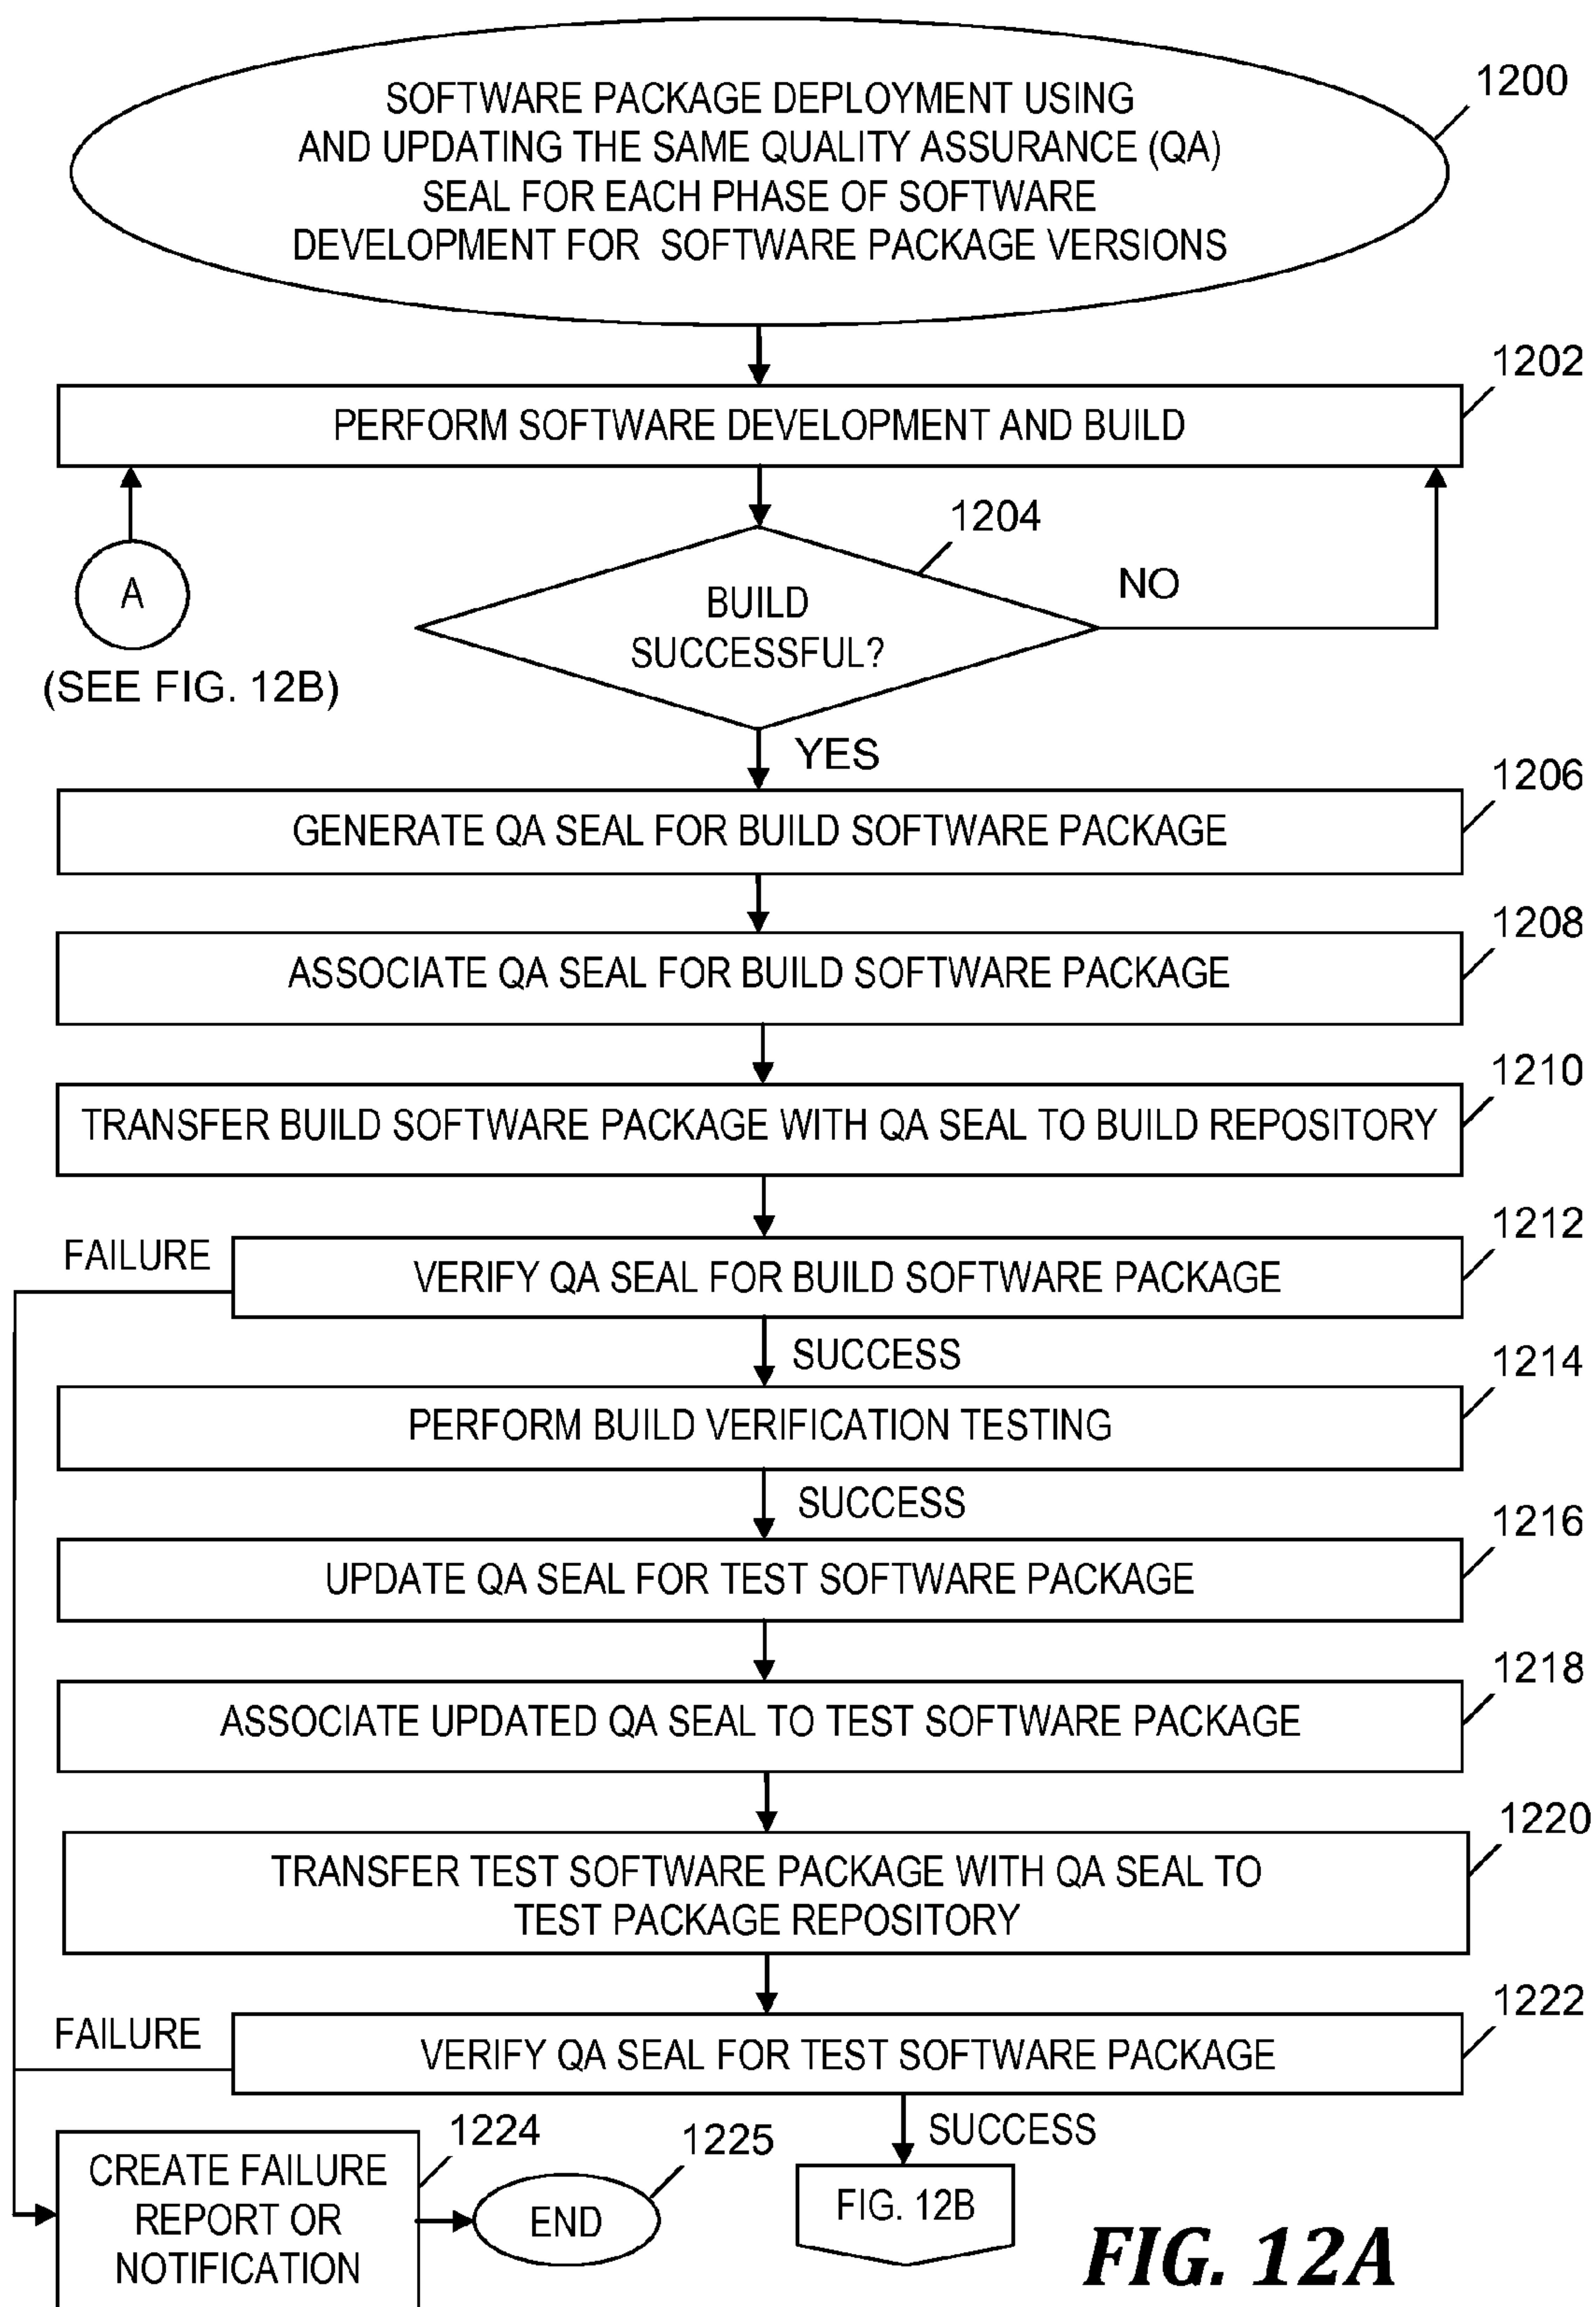 SOFTWARE PACKAGE DEPLOYMENT USING
AND UPDATING THE SAME QUALITY ASSURANCE (QA)
SEAL FOR EACH PHASE OF SOFTWARE
DEVELOPMENT FOR SOFTWARE PACKAGE VERSIONS
1200
1202
PERFORM SOFTWARE DEVELOPMENT AND BUILD
1204
A
(SEE FIG. 12B)
BUILD
SUCCESSFUL?
NO
YES
1206
GENERATE QA SEAL FOR BUILD SOFTWARE PACKAGE
1208
ASSOCIATE QA SEAL FOR BUILD SOFTWARE PACKAGE
1210
TRANSFER BUILD SOFTWARE PACKAGE WITH QA SEAL TO BUILD REPOSITORY
1212
FAILURE
VERIFY QA SEAL FOR BUILD SOFTWARE PACKAGE
SUCCESS
1214
PERFORM BUILD VERIFICATION TESTING
SUCCESS
1216
UPDATE QA SEAL FOR TEST SOFTWARE PACKAGE
1218
ASSOCIATE UPDATED QA SEAL TO TEST SOFTWARE PACKAGE
1220
TRANSFER TEST SOFTWARE PACKAGE WITH QA SEAL TO
TEST PACKAGE REPOSITORY
1222
FAILURE
VERIFY QA SEAL FOR TEST SOFTWARE PACKAGE
SUCCESS
1224
CREATE FAILURE
REPORT OR
NOTIFICATION
1225
END
FIG. 12B
FIG. 12A